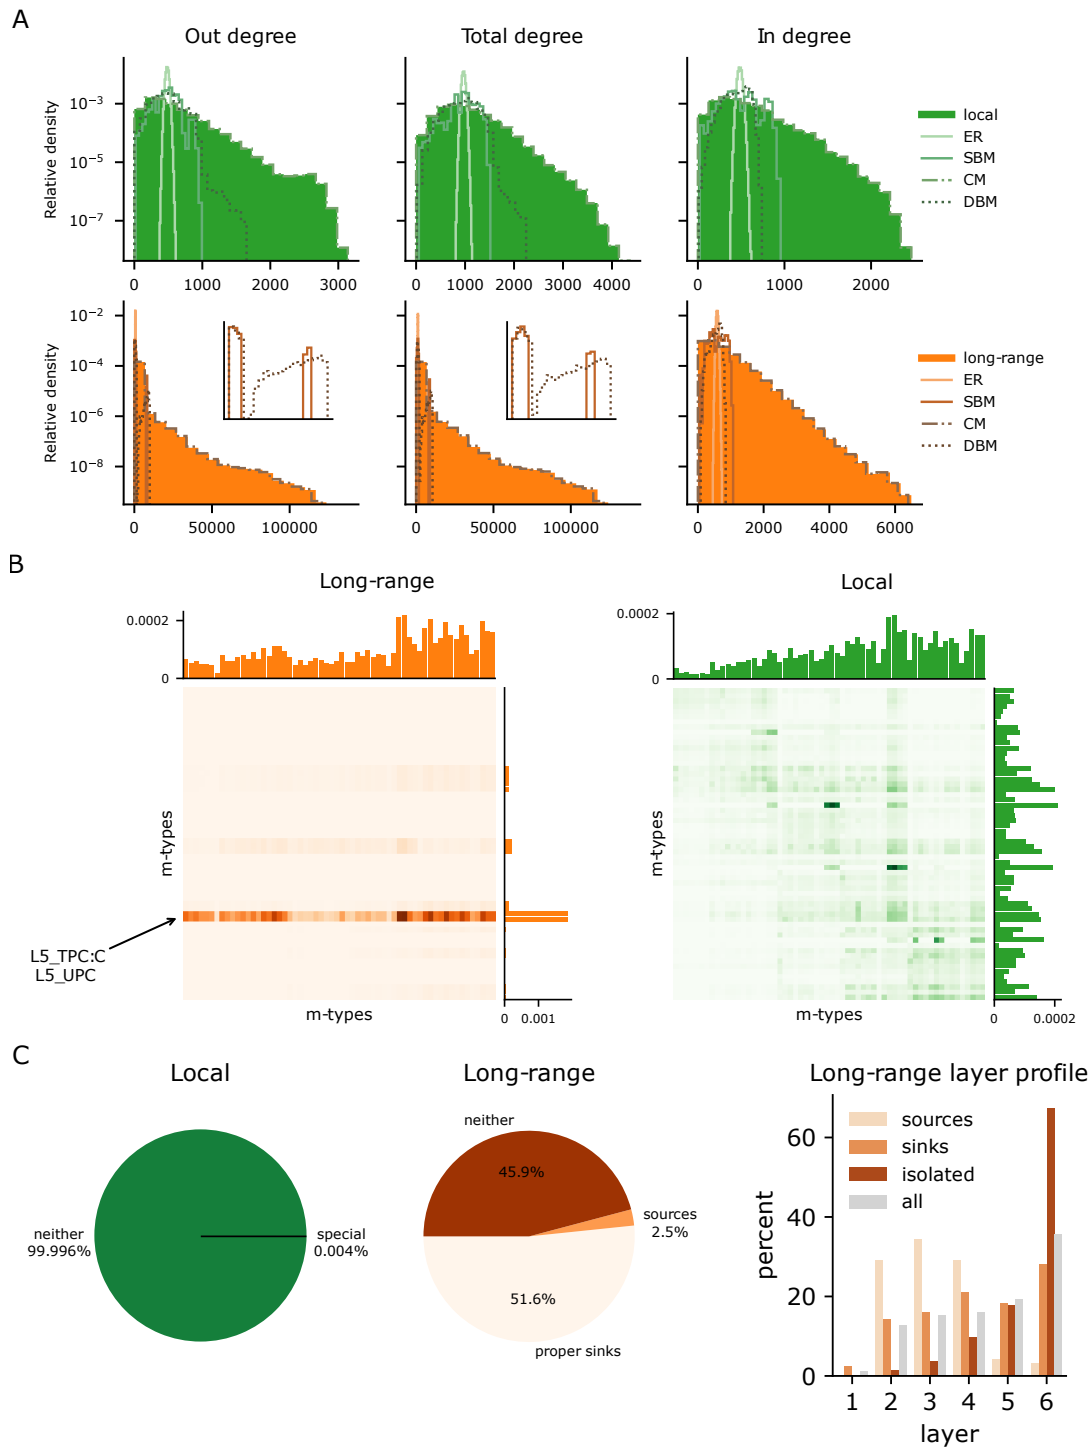 A
Out degree
Total degree
In degree
Relative density
10⁻³
10⁻⁵
10⁻⁷
0 1000 2000 3000
0 1000 2000 3000 4000
0 1000 2000
local
ER
SBM
CM
DBM
Relative density
10⁻²
10⁻⁴
10⁻⁶
10⁻⁸
0 50000 100000
0 50000 100000
0 2000 4000 6000
long-range
ER
SBM
CM
DBM
B
Long-range
Local
0.0002
0
0.0002
0
m-types
m-types
L5_TPC:C
L5_UPC
m-types
0 0.001
m-types
0 0.0002
C
Local
Long-range
Long-range layer profile
neither
99.996%
special
0.004%
neither
45.9%
sources
2.5%
51.6%
proper sinks
sources
sinks
isolated
all
percent
60
40
20
0
1 2 3 4 5 6
layer